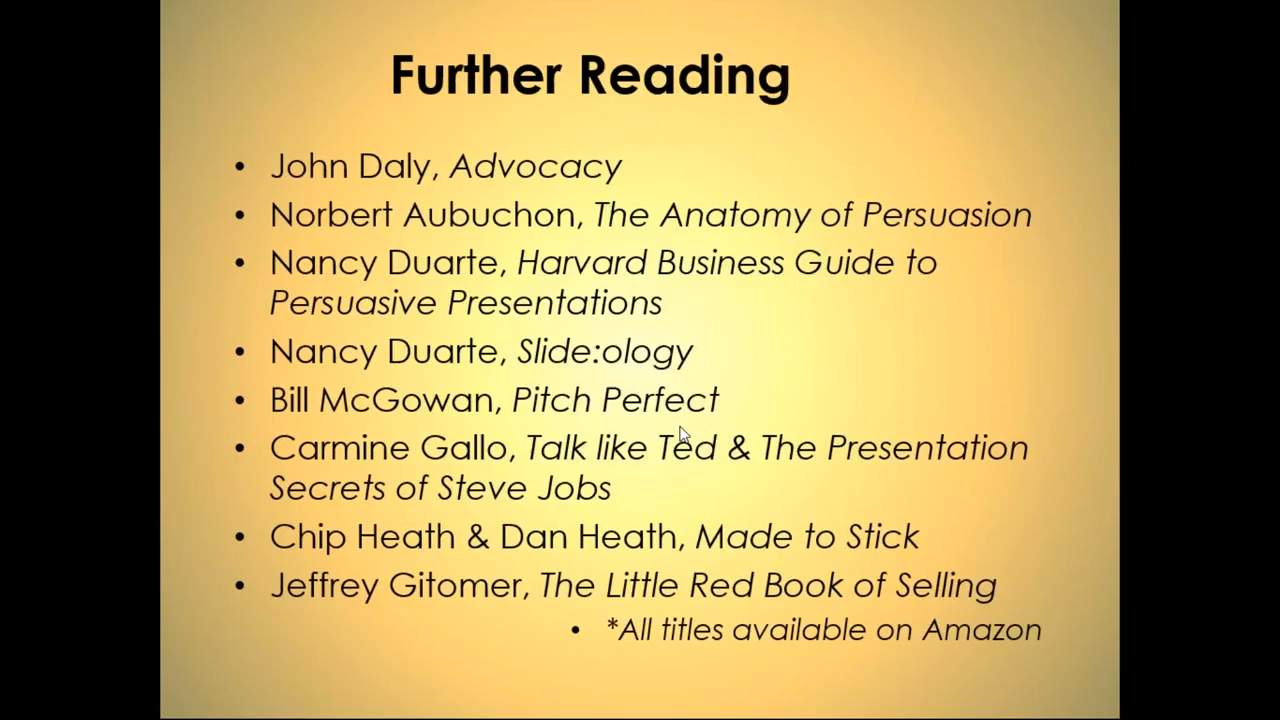 Further Reading
• John Daly, Advocacy
• Norbert Aubuchon, The Anatomy of Persuasion
• Nancy Duarte, Harvard Business Guide to
Persuasive Presentations
• Nancy Duarte, Slide:ology
• Bill McGowan, Pitch Perfect
• Carmine Gallo, Talk like Ted & The Presentation
Secrets of Steve Jobs
• Chip Heath & Dan Heath, Made to Stick
• Jeffrey Gitomer, The Little Red Book of Selling
• *All titles available on Amazon